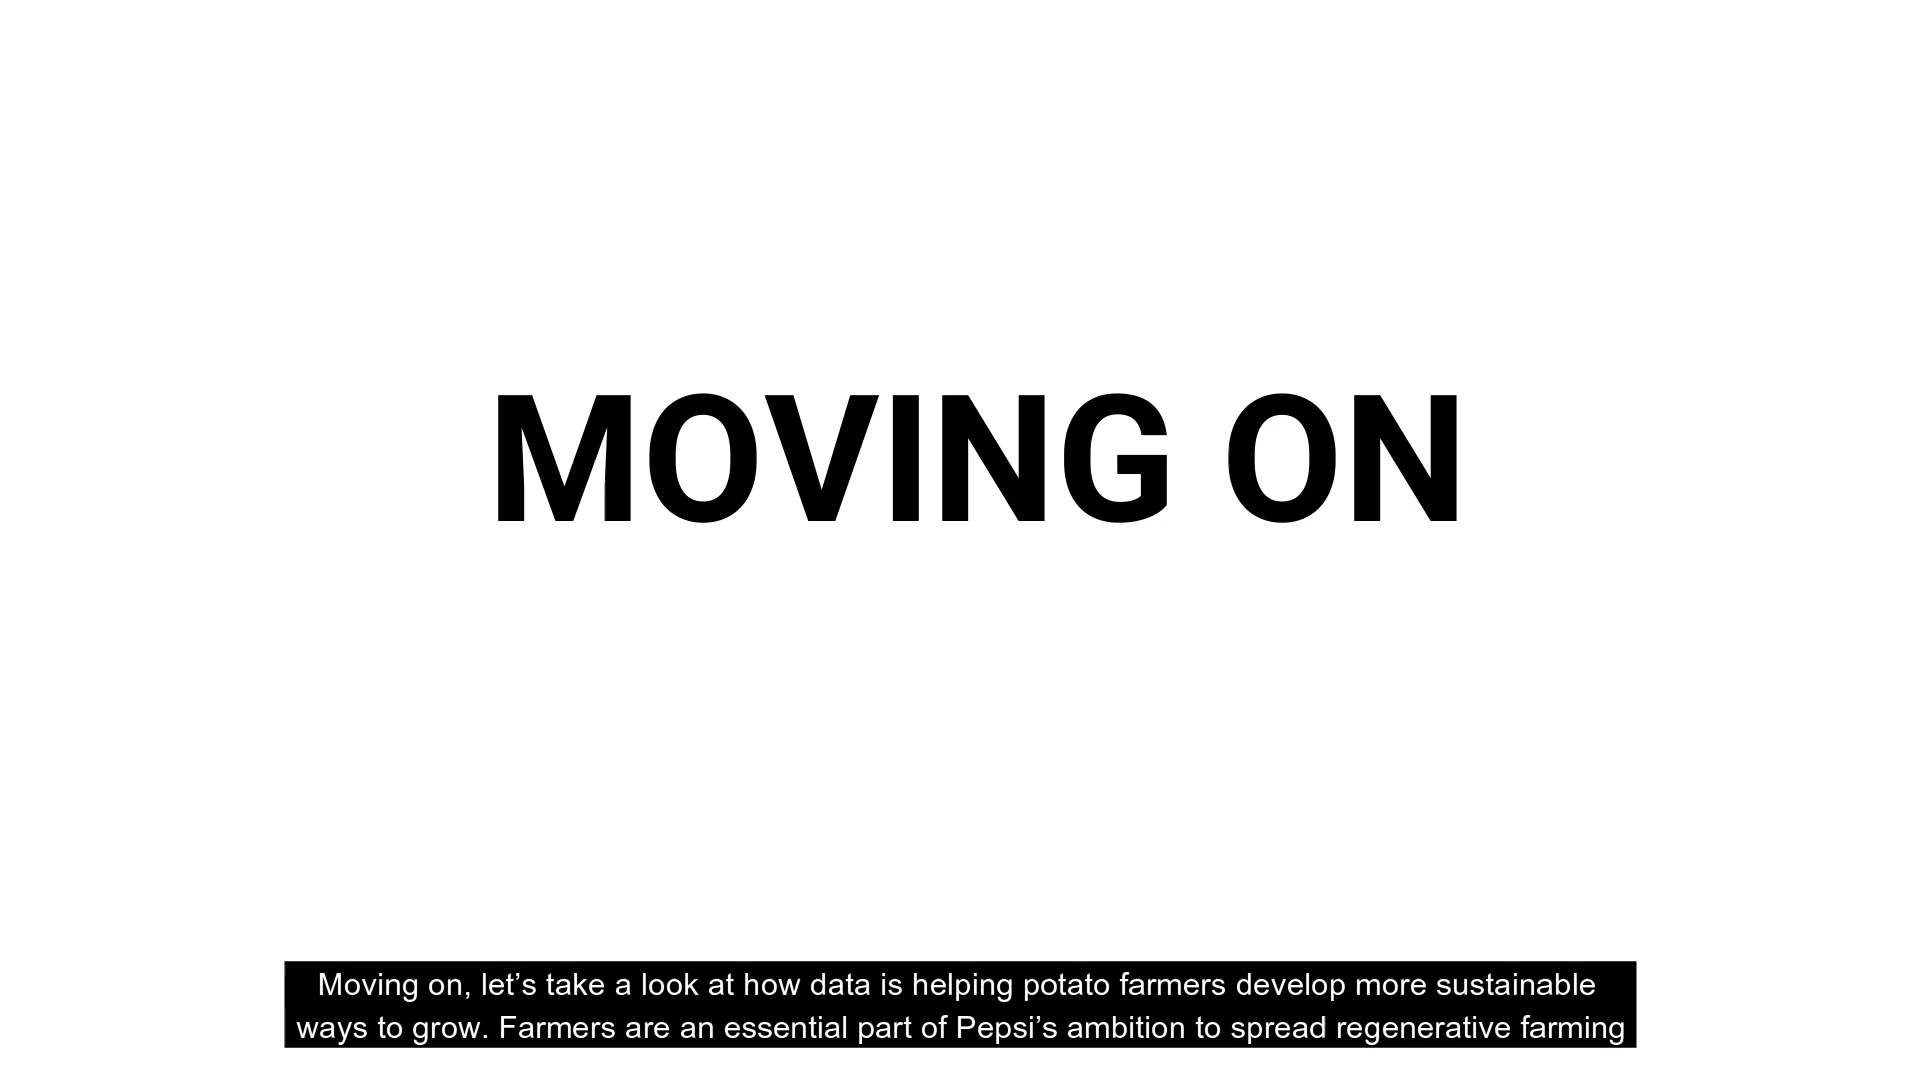 MOVING ON
Moving on, let’s take a look at how data is helping potato farmers develop more sustainable
ways to grow. Farmers are an essential part of Pepsi’s ambition to spread regenerative farming